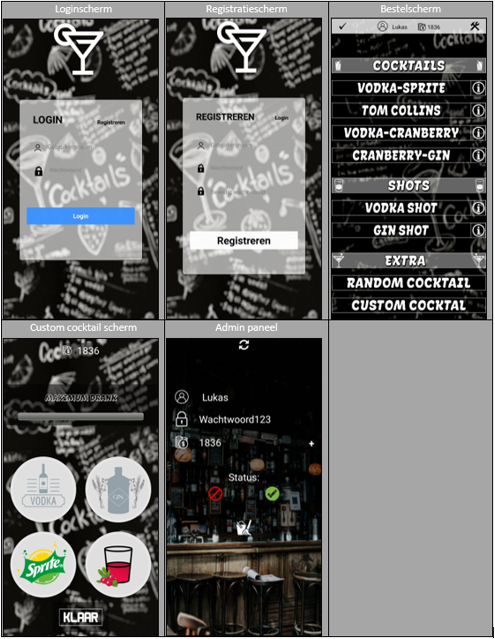 Loginscherm
Registratiescherm
Bestelscherm
LOGIN
Registreren
Login
REGISTREREN
Login
Registreren
Lukas
1836
COCKTAILS
VODKA-SPRITE
TOM COLLINS
VODKA-CRANBERRY
CRANBERRY-GIN
SHOTS
VODKA SHOT
GIN SHOT
EXTRA
RANDOM COCKTAIL
CUSTOM COCKTAL
Cocktails
Cocktails
Custom cocktail scherm
Admin paneel
1836
MAXIMUM DRANK
VODKA
GIN
Sprite
KLAAR
Lukas
Wachtwoord123
1836
+
Status: